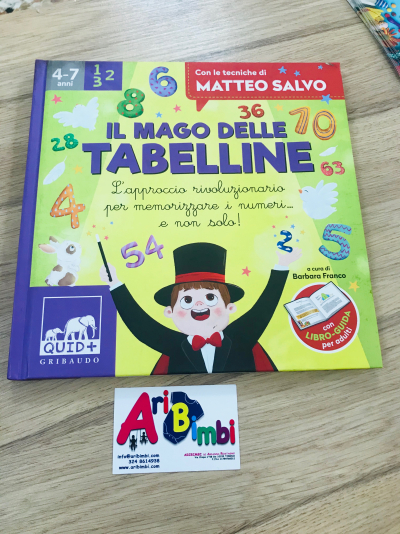 4-7
anni
1 2
3
Con le tecniche di
MATTEO SALVO
6
8
36
70
28
IL MAGO DELLE
TABELLINE
63
L'approccio rivoluzionario
per memorizzare i numeri...
e non solo!
4
54
2
5
a cura di
Barbara Franco
con
LIBRO-GUIDA
per adulti
QUID+
GRIBAUDO
AriBimbi
info@aribimbi.com
324 8614938
www.aribimbi.com